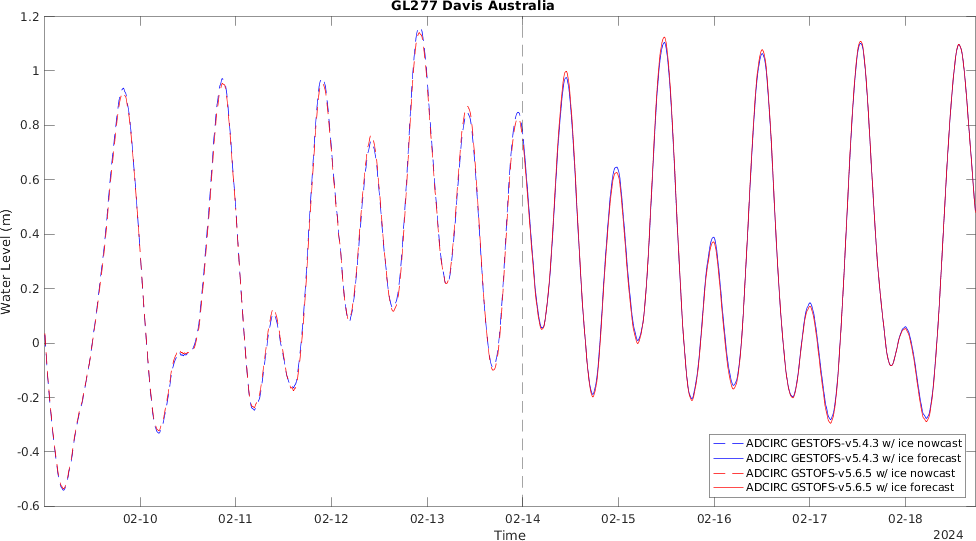 GL277 Davis Australia
1.2
1
0.8
0.6
0.4
0.2
0
-0.2
-0.4
-0.6
Water Level (m)
02-10 02-11 02-12 02-13 02-14 02-15 02-16 02-17 02-18
Time
2024
ADCIRC GESTOFS-v5.4.3 w/ ice nowcast
ADCIRC GESTOFS-v5.4.3 w/ ice forecast
ADCIRC GSTOFS-v5.6.5 w/ ice nowcast
ADCIRC GSTOFS-v5.6.5 w/ ice forecast